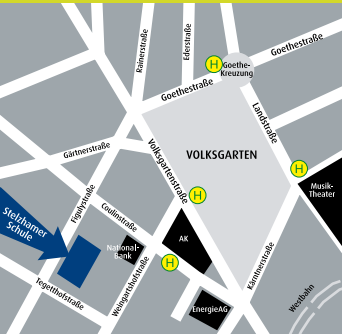 Rainerstraße
Ederstraße
Goethestraße
H
Goethe-
Kreuzung
Goethestraße
Landstraße
Gärtnerstraße
Volksgartenstraße
VOLKSGARTEN
H
Musik-
Theater
Figulystraße
H
Stelzhamer
Schule
Coulinstraße
National-
Bank
AK
H
Weingartshofstraße
Kärntnerstraße
Tegetthofstraße
EnergieAG
Westbahn